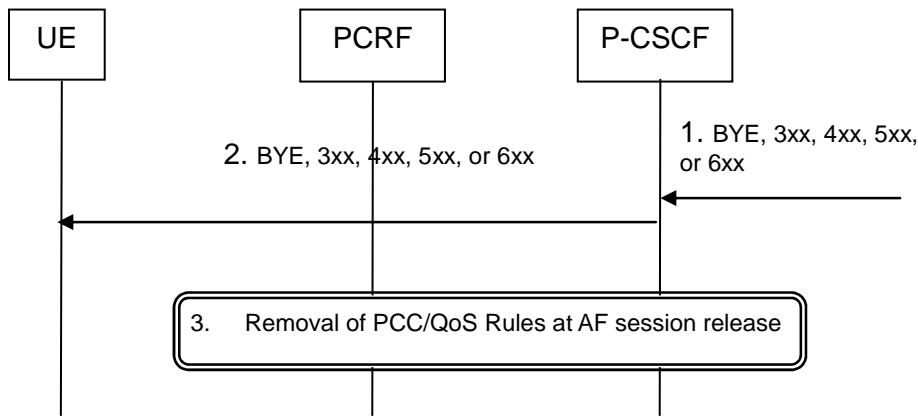 UE
PCRF
P-CSCF
1. BYE, 3xx, 4xx, 5xx,
or 6xx
2. BYE, 3xx, 4xx, 5xx, or 6xx
3. Removal of PCC/QoS Rules at AF session release